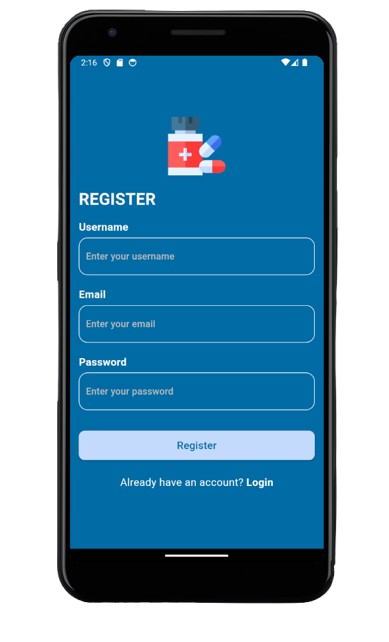 2:16
REGISTER
Username
Enter your username
Email
Enter your email
Password
Enter your password
Register
Already have an account? Login